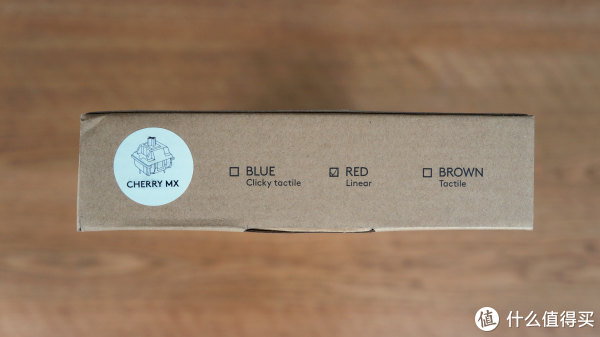 CHERRY MX
BLUE
Clicky tactile
RED
Linear
BROWN
Tactile
值 什么值得买